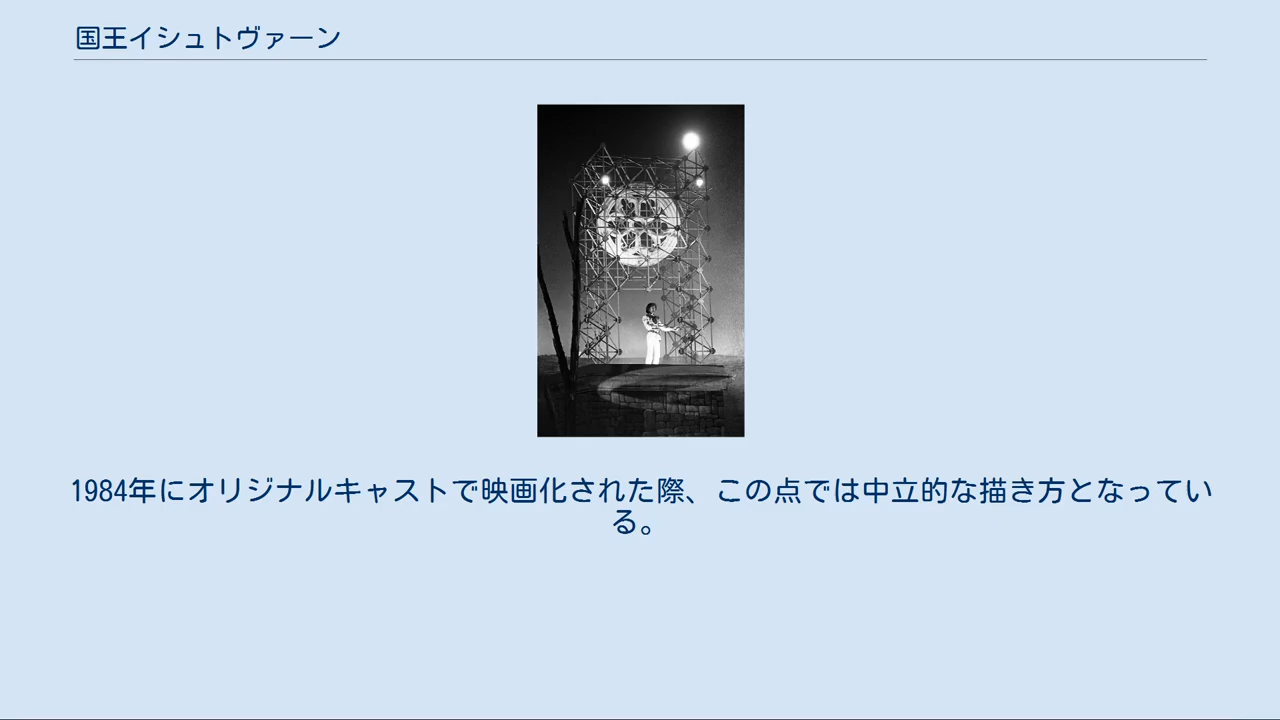 国王イシュトヴァーン
1984年にオリジナルキャストで映画化された際、この点では中立的な描き方となってい
る。